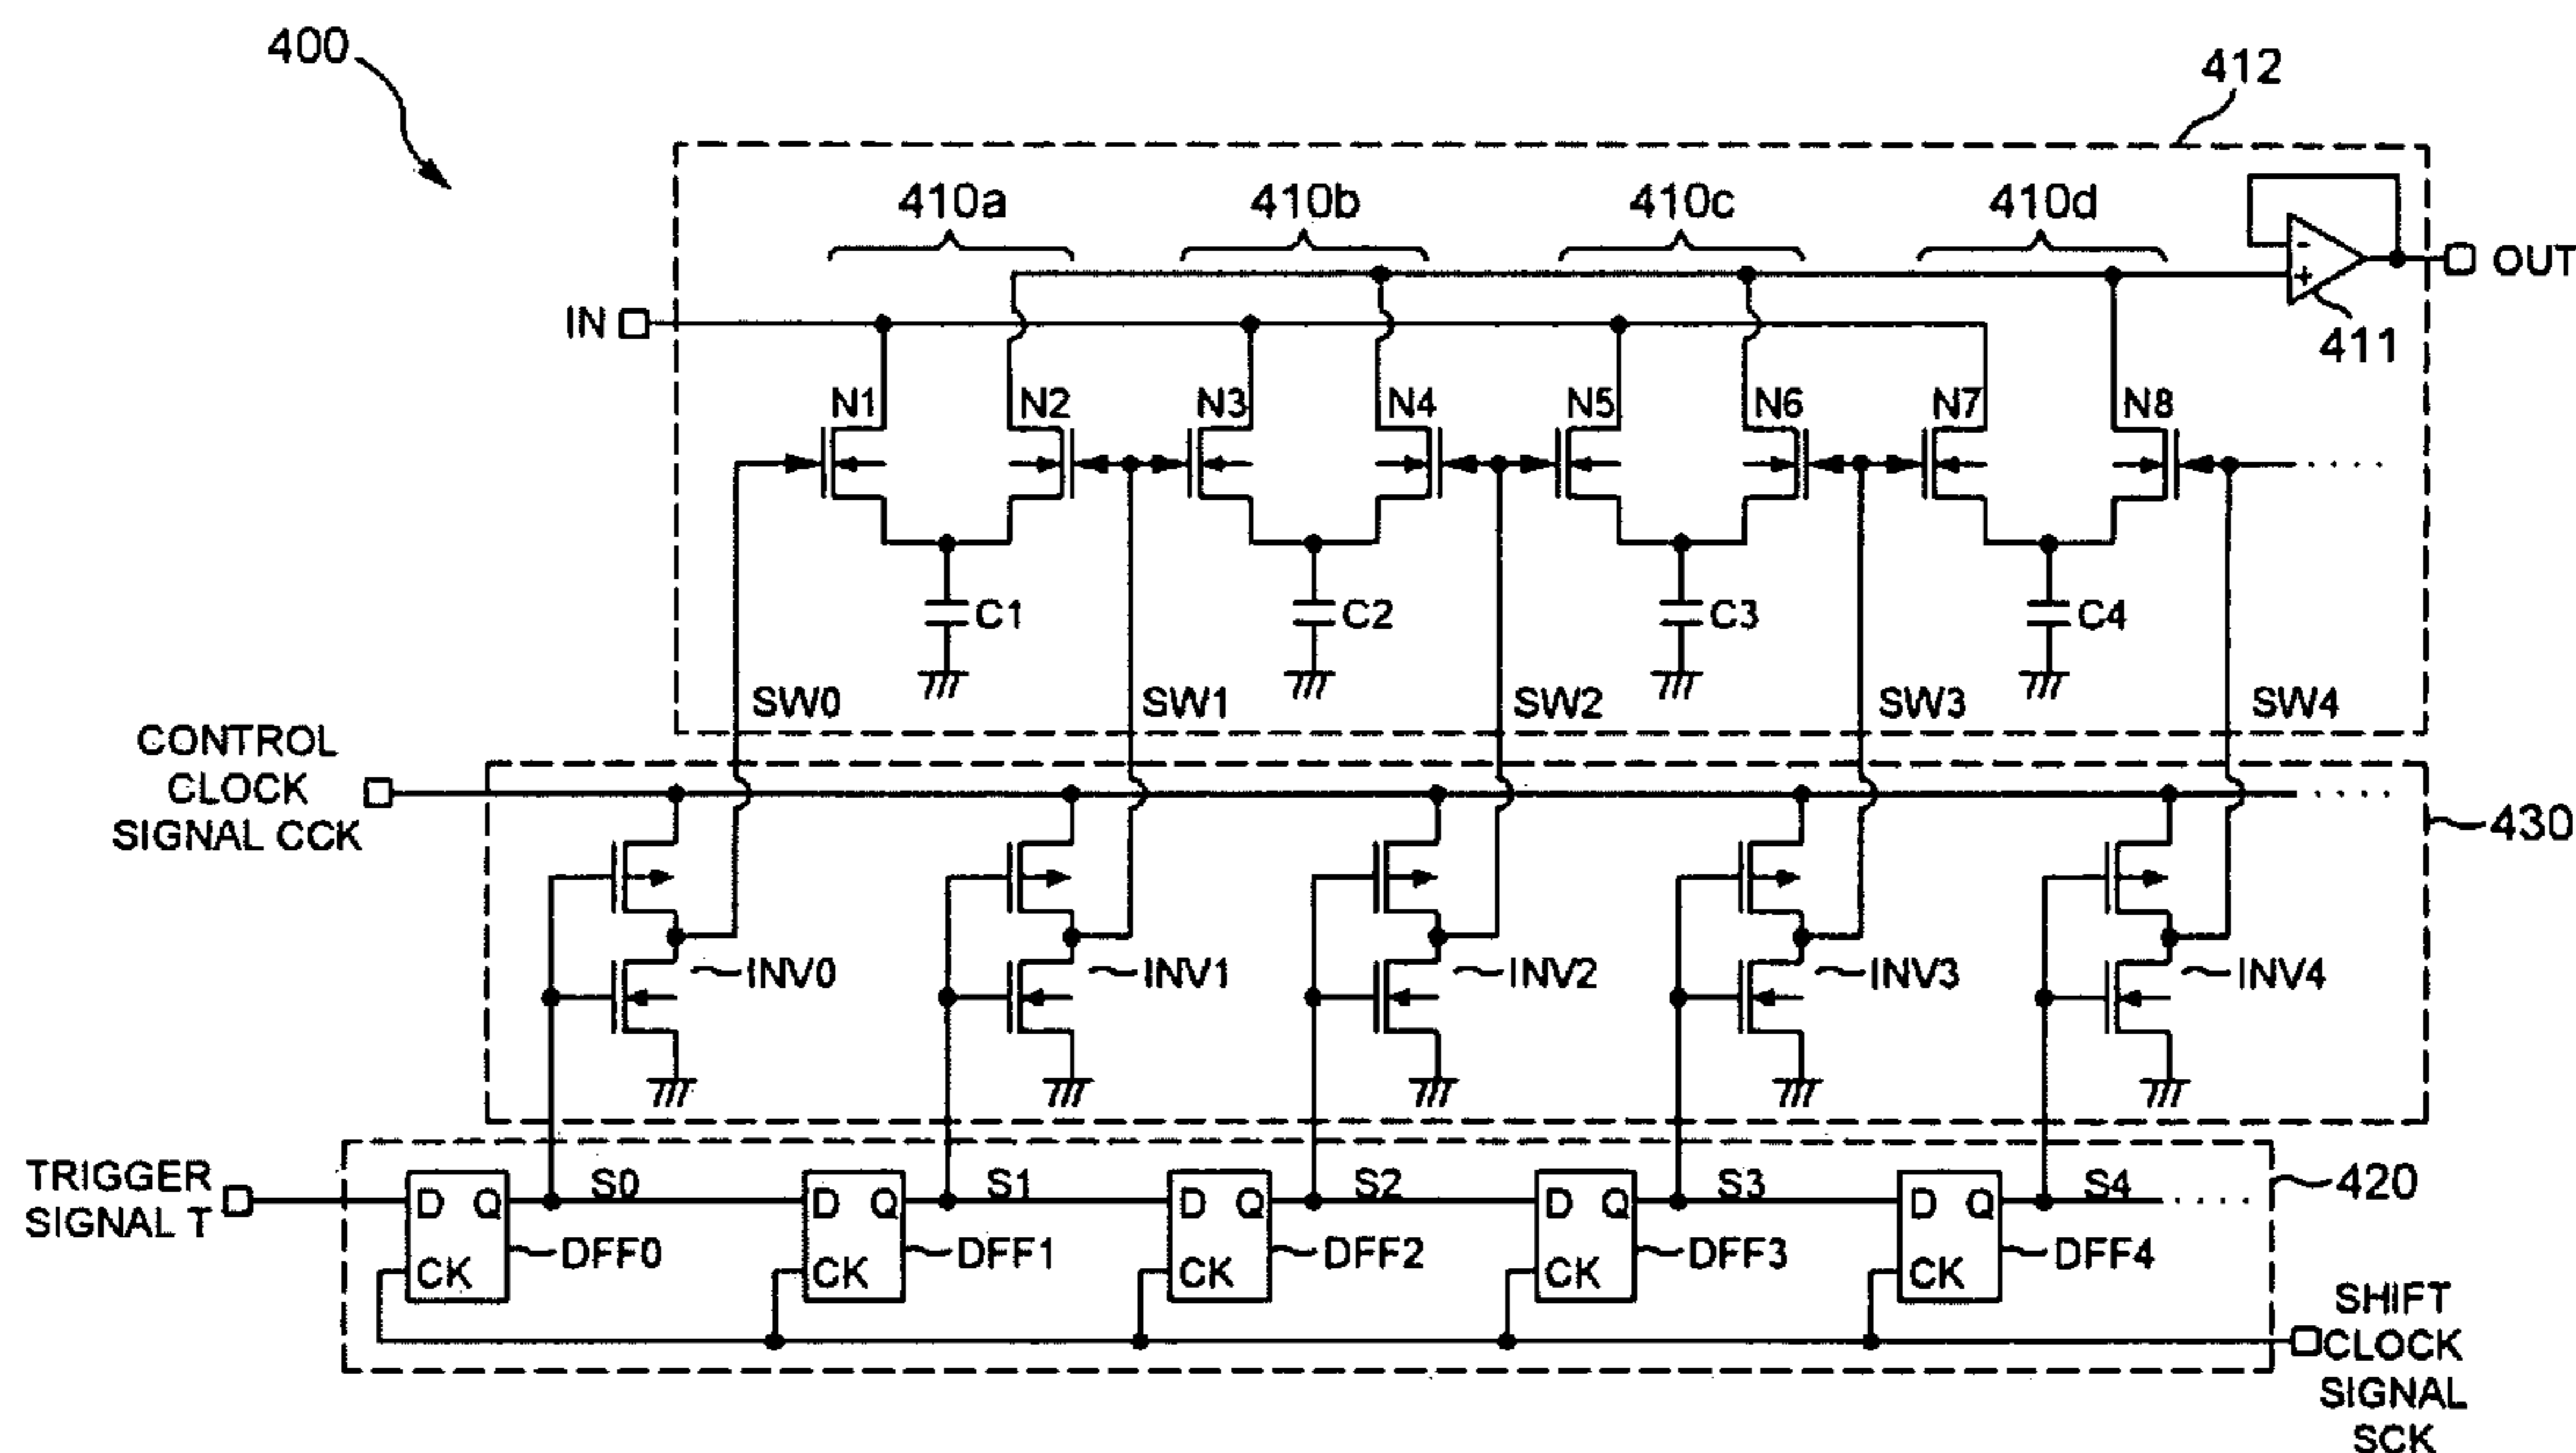 400
412
410a 410b 410c 410d
- + OUT
IN 411
N1 N2 N3 N4 N5 N6 N7 N8
C1 C2 C3 C4
SW0 SW1 SW2 SW3 SW4
CONTROL
CLOCK
SIGNAL CCK
430
INV0 INV1 INV2 INV3 INV4
TRIGGER
SIGNAL T
S0 S1 S2 S3 S4 420
D Q D Q D Q D Q D Q
DFF0 DFF1 DFF2 DFF3 DFF4
CK CK CK CK CK
SHIFT
CLOCK
SIGNAL
SCK